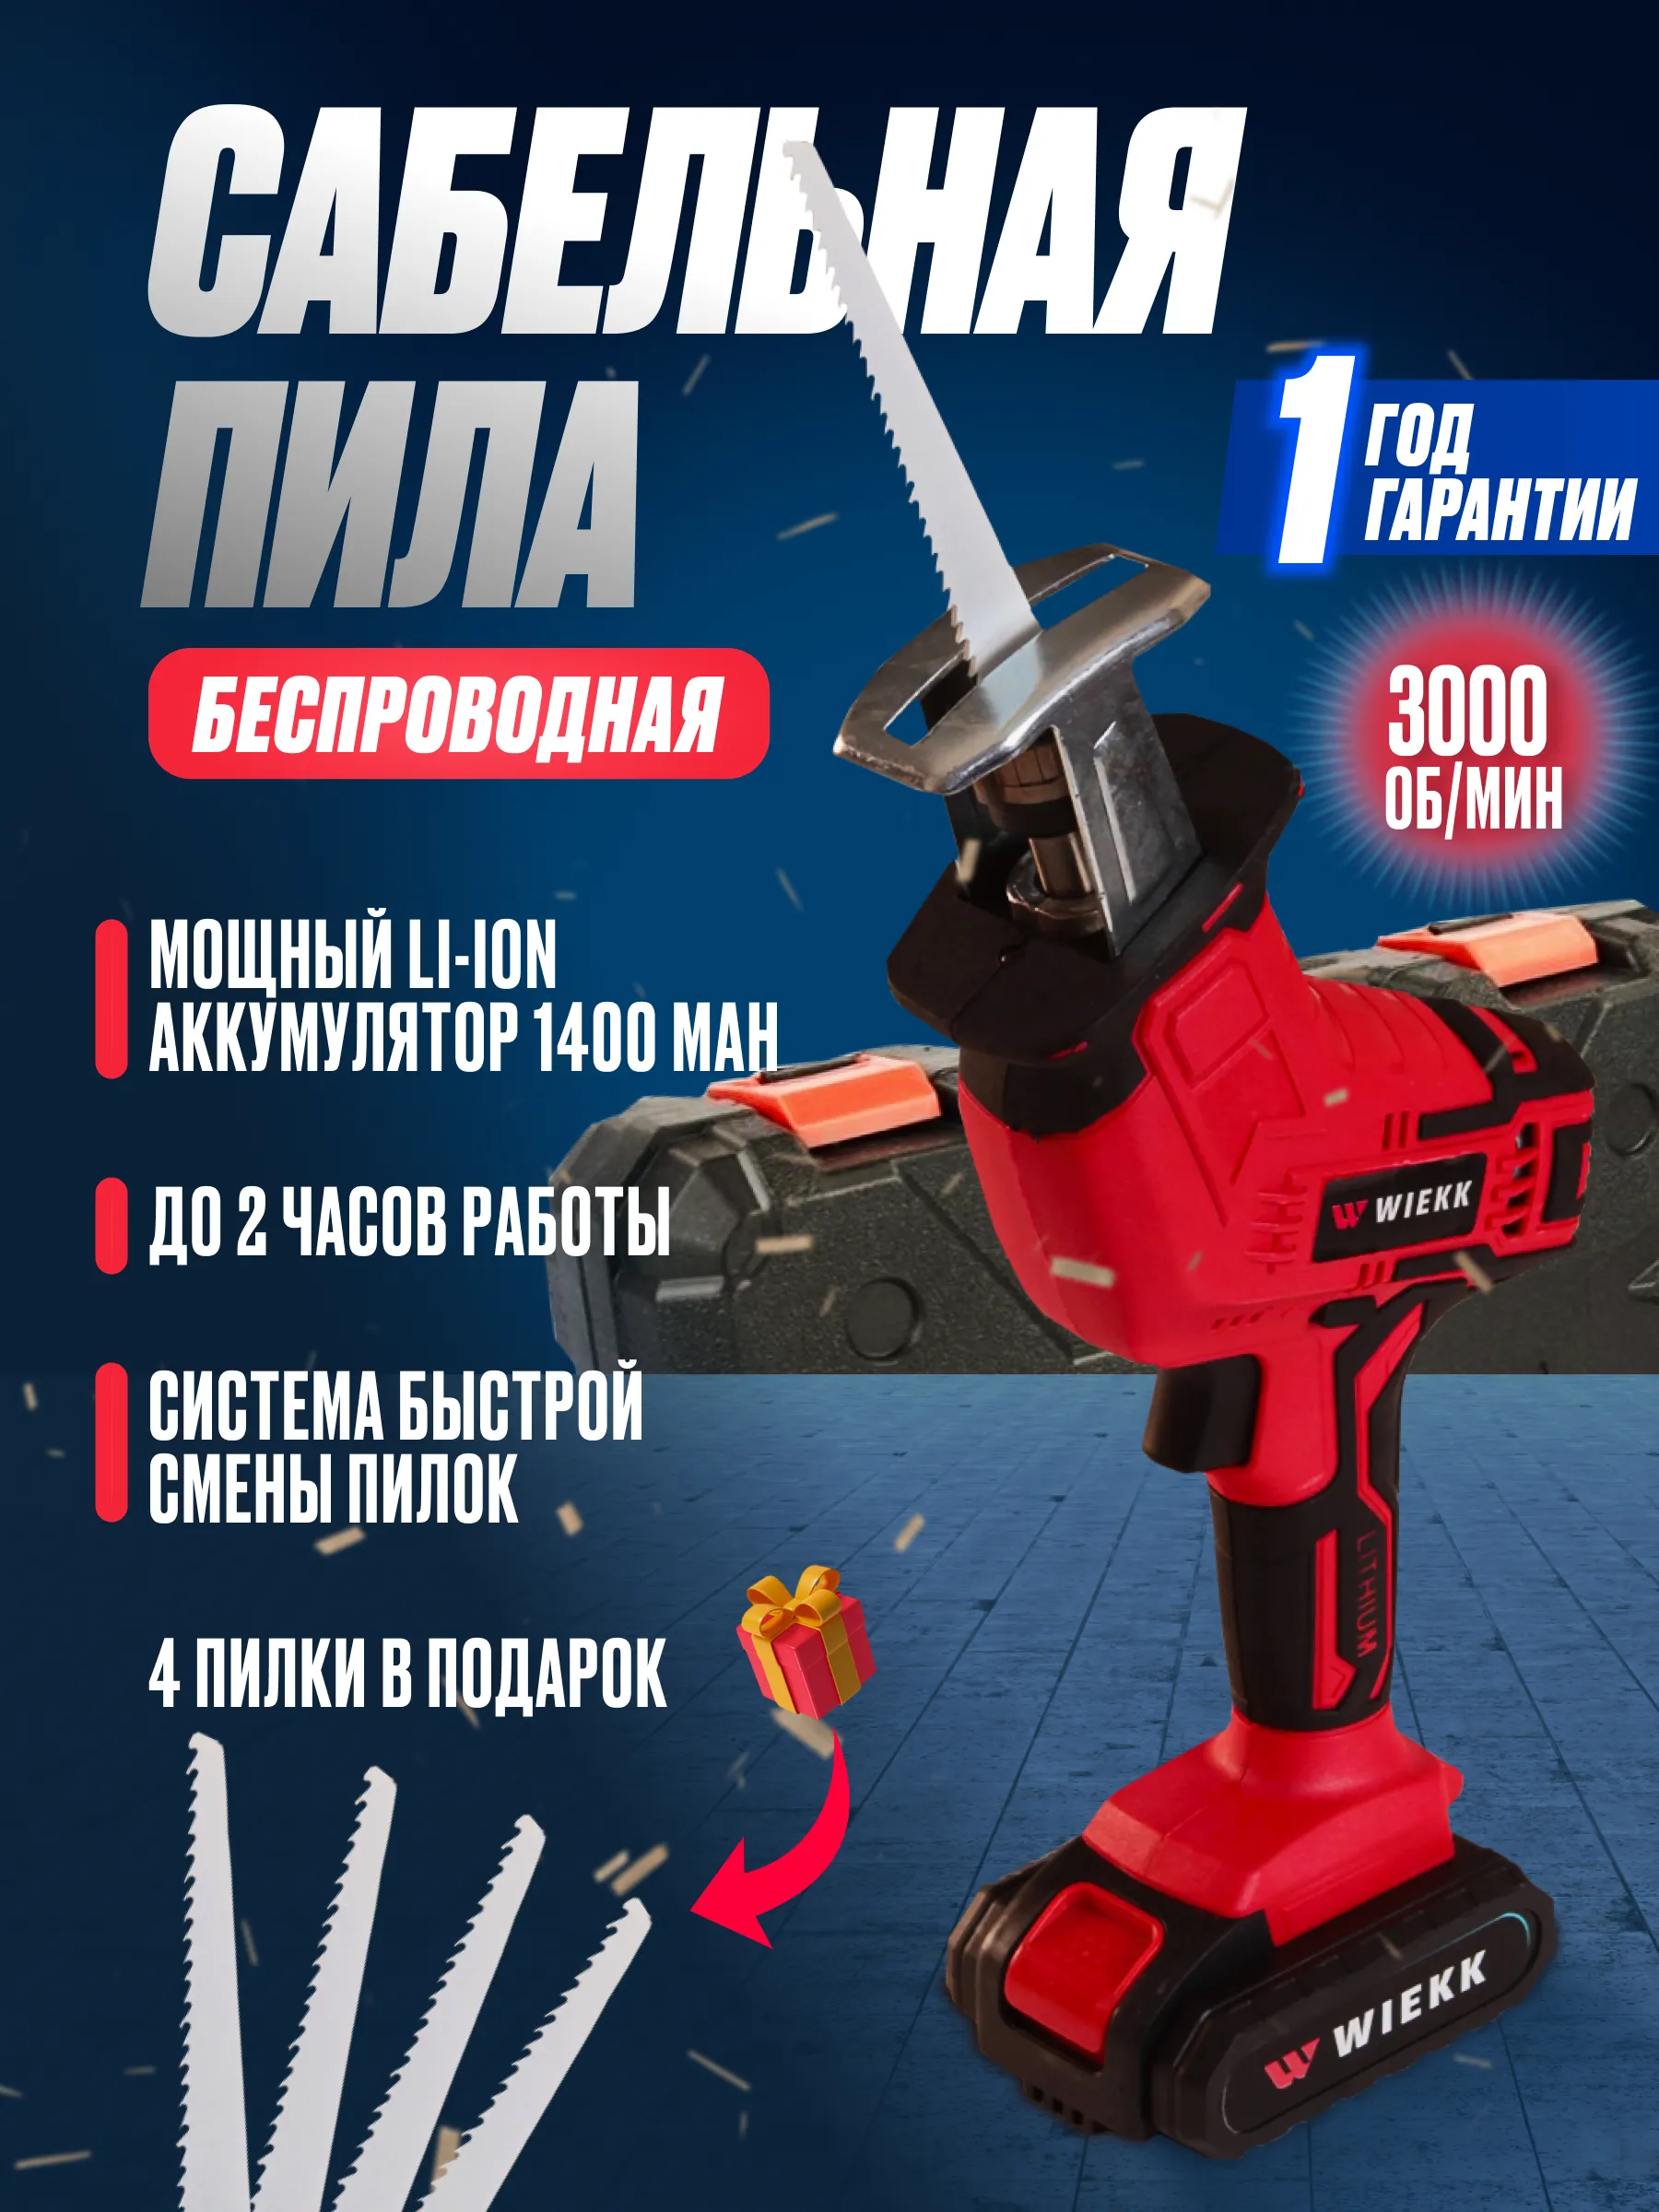 САБЕЛЬНАЯ
ПИЛА
БЕСПРОВОДНАЯ
1 ГОД
ГАРАНТИИ
3000
ОБ/МИН
МОЩНЫЙ LI-ION
АККУМУЛЯТОР 1400 МАН
ДО 2 ЧАСОВ РАБОТЫ
СИСТЕМА БЫСТРОЙ
СМЕНЫ ПИЛОК
4 ПИЛКИ В ПОДАРОК
WIEKK
LITHIUM
WIEKK